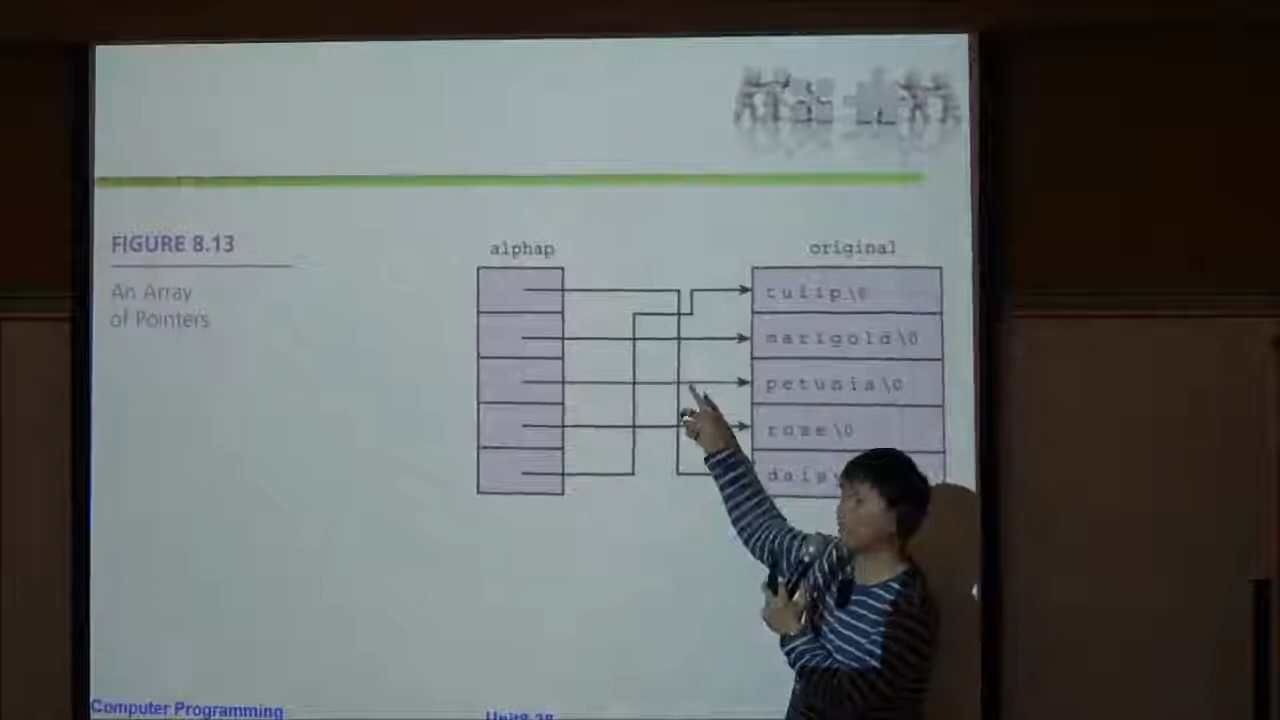 FIGURE 8.13
An Array
of Pointers
alphap
original
tulip\0
marigold\0
petunia\0
rose\0
Computer Programming